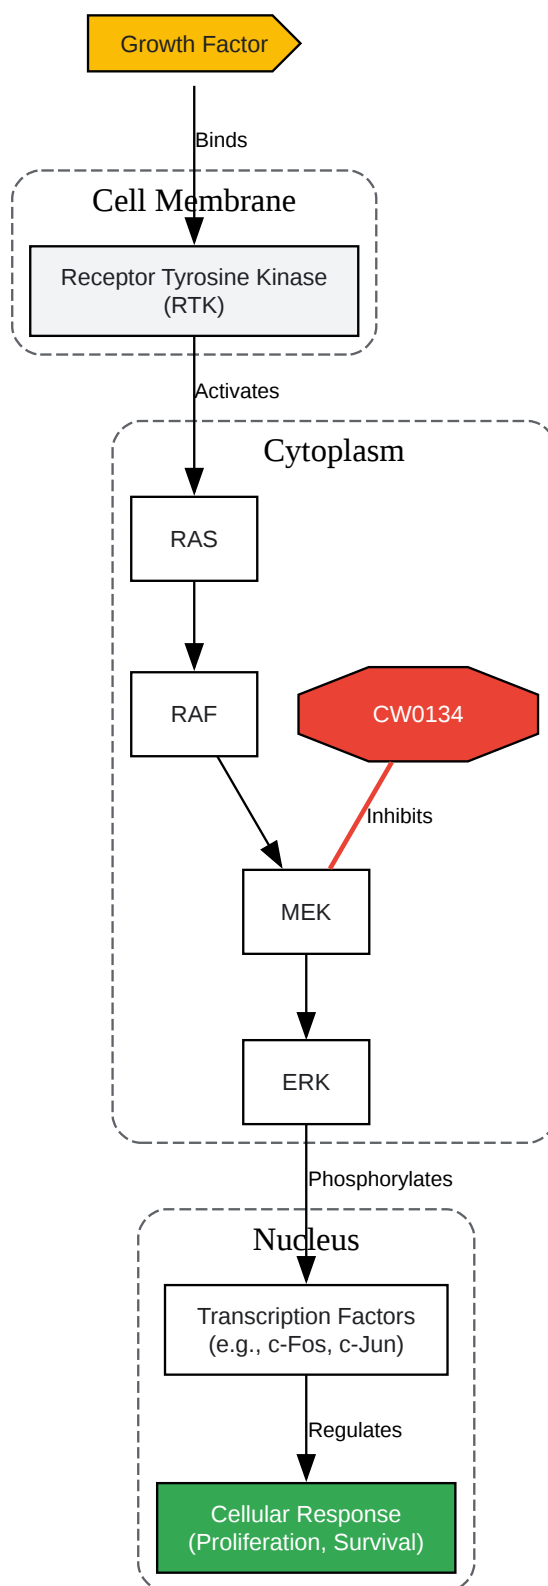 Growth Factor
Binds
Cell Membrane
Receptor Tyrosine Kinase
(RTK)
Activates
Cytoplasm
RAS
RAF
CW0134
Inhibits
MEK
ERK
Phosphorylates
Nucleus
Transcription Factors
(e.g., c-Fos, c-Jun)
Regulates
Cellular Response
(Proliferation, Survival)